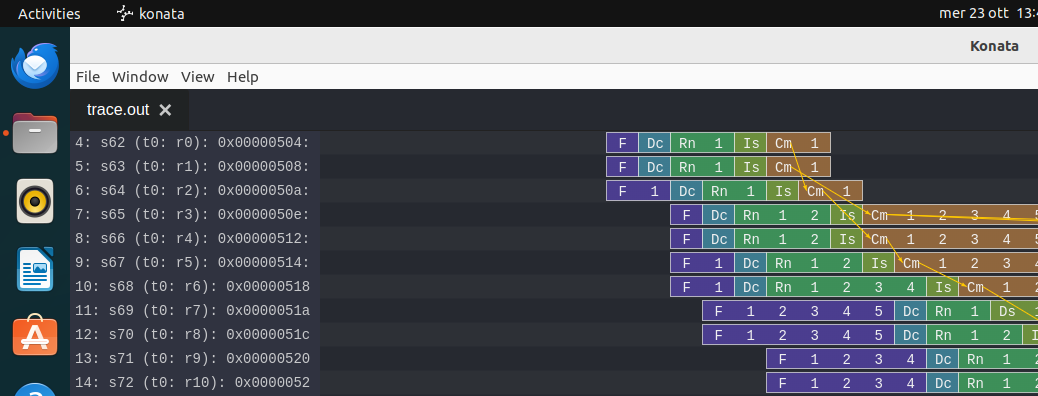 Activities konata mer 23 ott 13:4
Konata
File Window View Help
trace.out ×
4: s62 (t0: r0): 0x00000504: F Dc Rn 1 Is Cm 1
5: s63 (t0: r1): 0x00000508: F Dc Rn 1 Is Cm 1
6: s64 (t0: r2): 0x0000050a: F 1 Dc Rn 1 Is Cm 1
7: s65 (t0: r3): 0x0000050e: F Dc Rn 1 2 Is Cm 1 2 3 4 5
8: s66 (t0: r4): 0x00000512: F Dc Rn 1 2 Is Cm 1 2 3 4 5
9: s67 (t0: r5): 0x00000514: F 1 Dc Rn 1 2 Is Cm 1 2 3 4
10: s68 (t0: r6): 0x00000518 F 1 Dc Rn 1 2 3 4 Is Cm 1 2
11: s69 (t0: r7): 0x0000051a F 1 2 3 4 5 Dc Rn 1 Ds 1
12: s70 (t0: r8): 0x0000051c F 1 2 3 4 5 Dc Rn 1 2 I
13: s71 (t0: r9): 0x00000520 F 1 2 3 4 Dc Rn 1 2
14: s72 (t0: r10): 0x0000052 F 1 2 3 4 Dc Rn 1 2